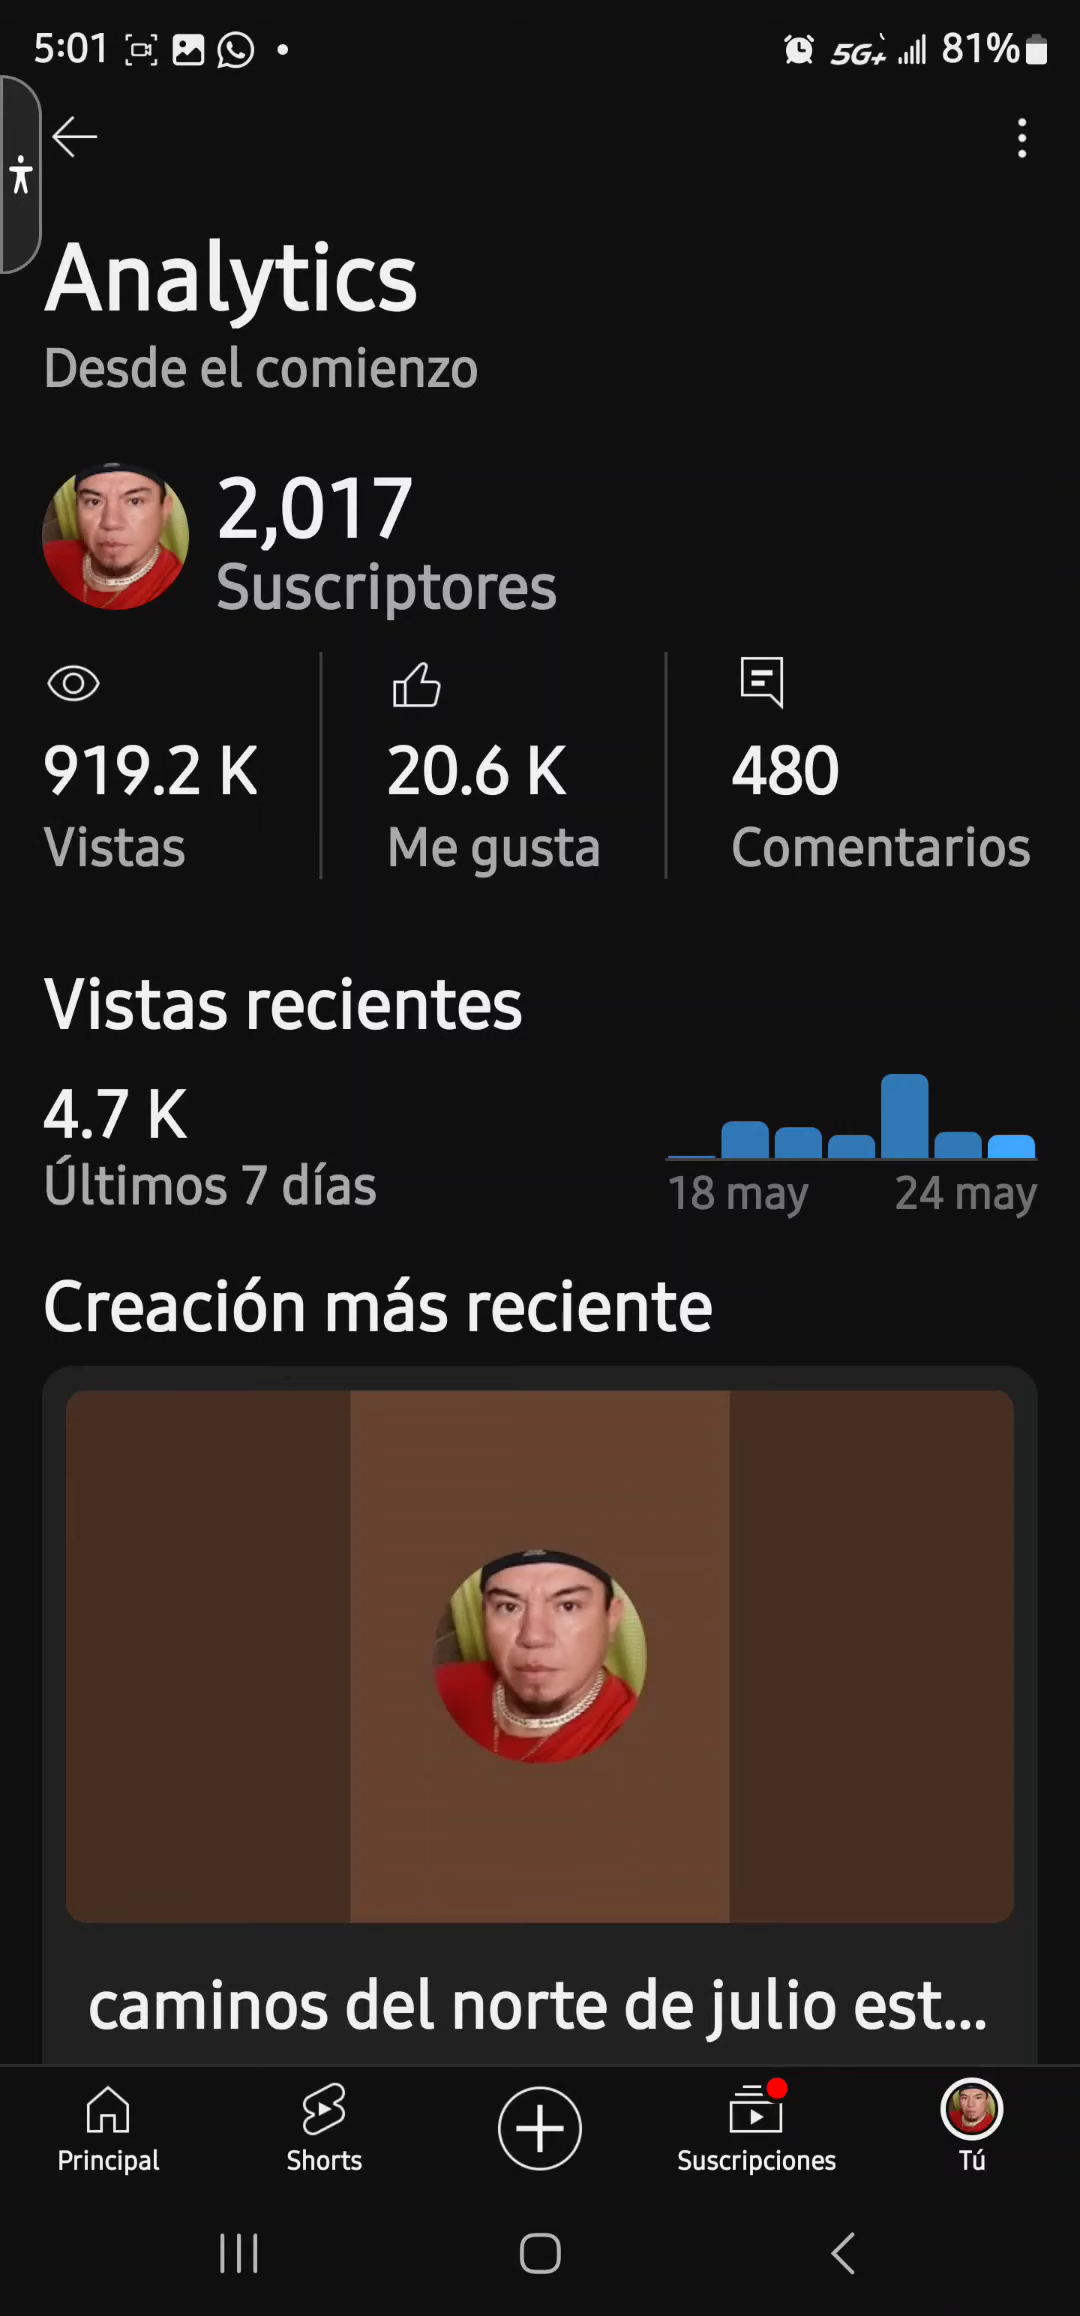 5:01
5G+ 81%
Analytics
Desde el comienzo
2,017
Suscriptores
919.2 K
Vistas
20.6 K
Me gusta
480
Comentarios
Vistas recientes
4.7 K
Últimos 7 días
18 may
24 may
Creación más reciente
caminos del norte de julio est...
Principal
Shorts
Suscripciones
Tú